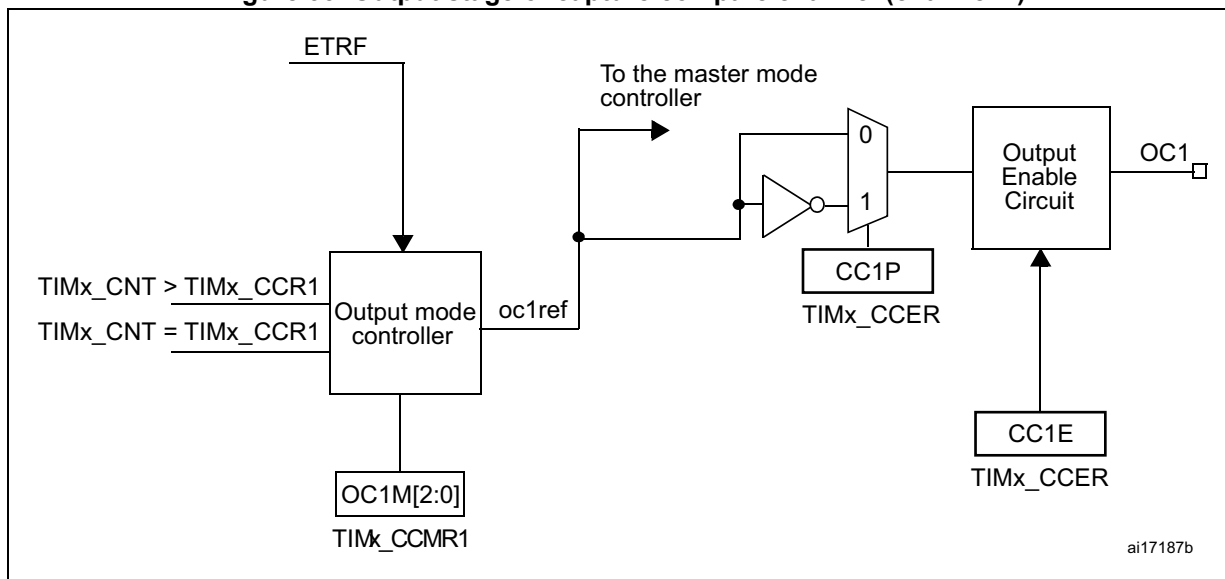 ETRF
To the master mode
controller
0
1
Output
Enable
Circuit
OC1
CC1P
TIMx_CCER
TIMx_CNT > TIMx_CCR1
TIMx_CNT = TIMx_CCR1
Output mode
controller
oc1ref
CC1E
TIMx_CCER
OC1M[2:0]
TIMx_CCMR1
ai17187b